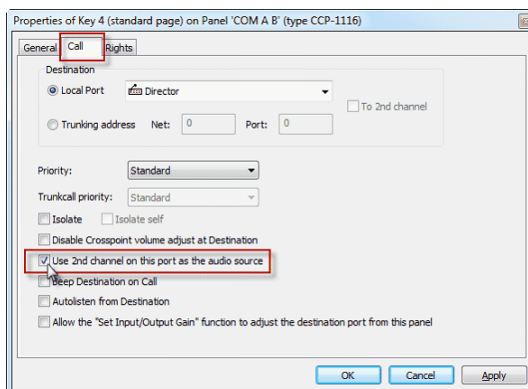 Properties of Key 4 (standard page) on Panel 'COM A B' (type CCP-1116)
General Call Rights
Destination
Local Port Director
To 2nd channel
Trunking address Net: 0 Port: 0
Priority: Standard
Trunkcall priority: Standard
Isolate Isolate self
Disable Crosspoint volume adjust at Destination
Use 2nd channel on this port as the audio source
Beep Destination on Call
Autolisten from Destination
Allow the "Set Input/Output Gain" function to adjust the destination port from this panel
OK Cancel Apply